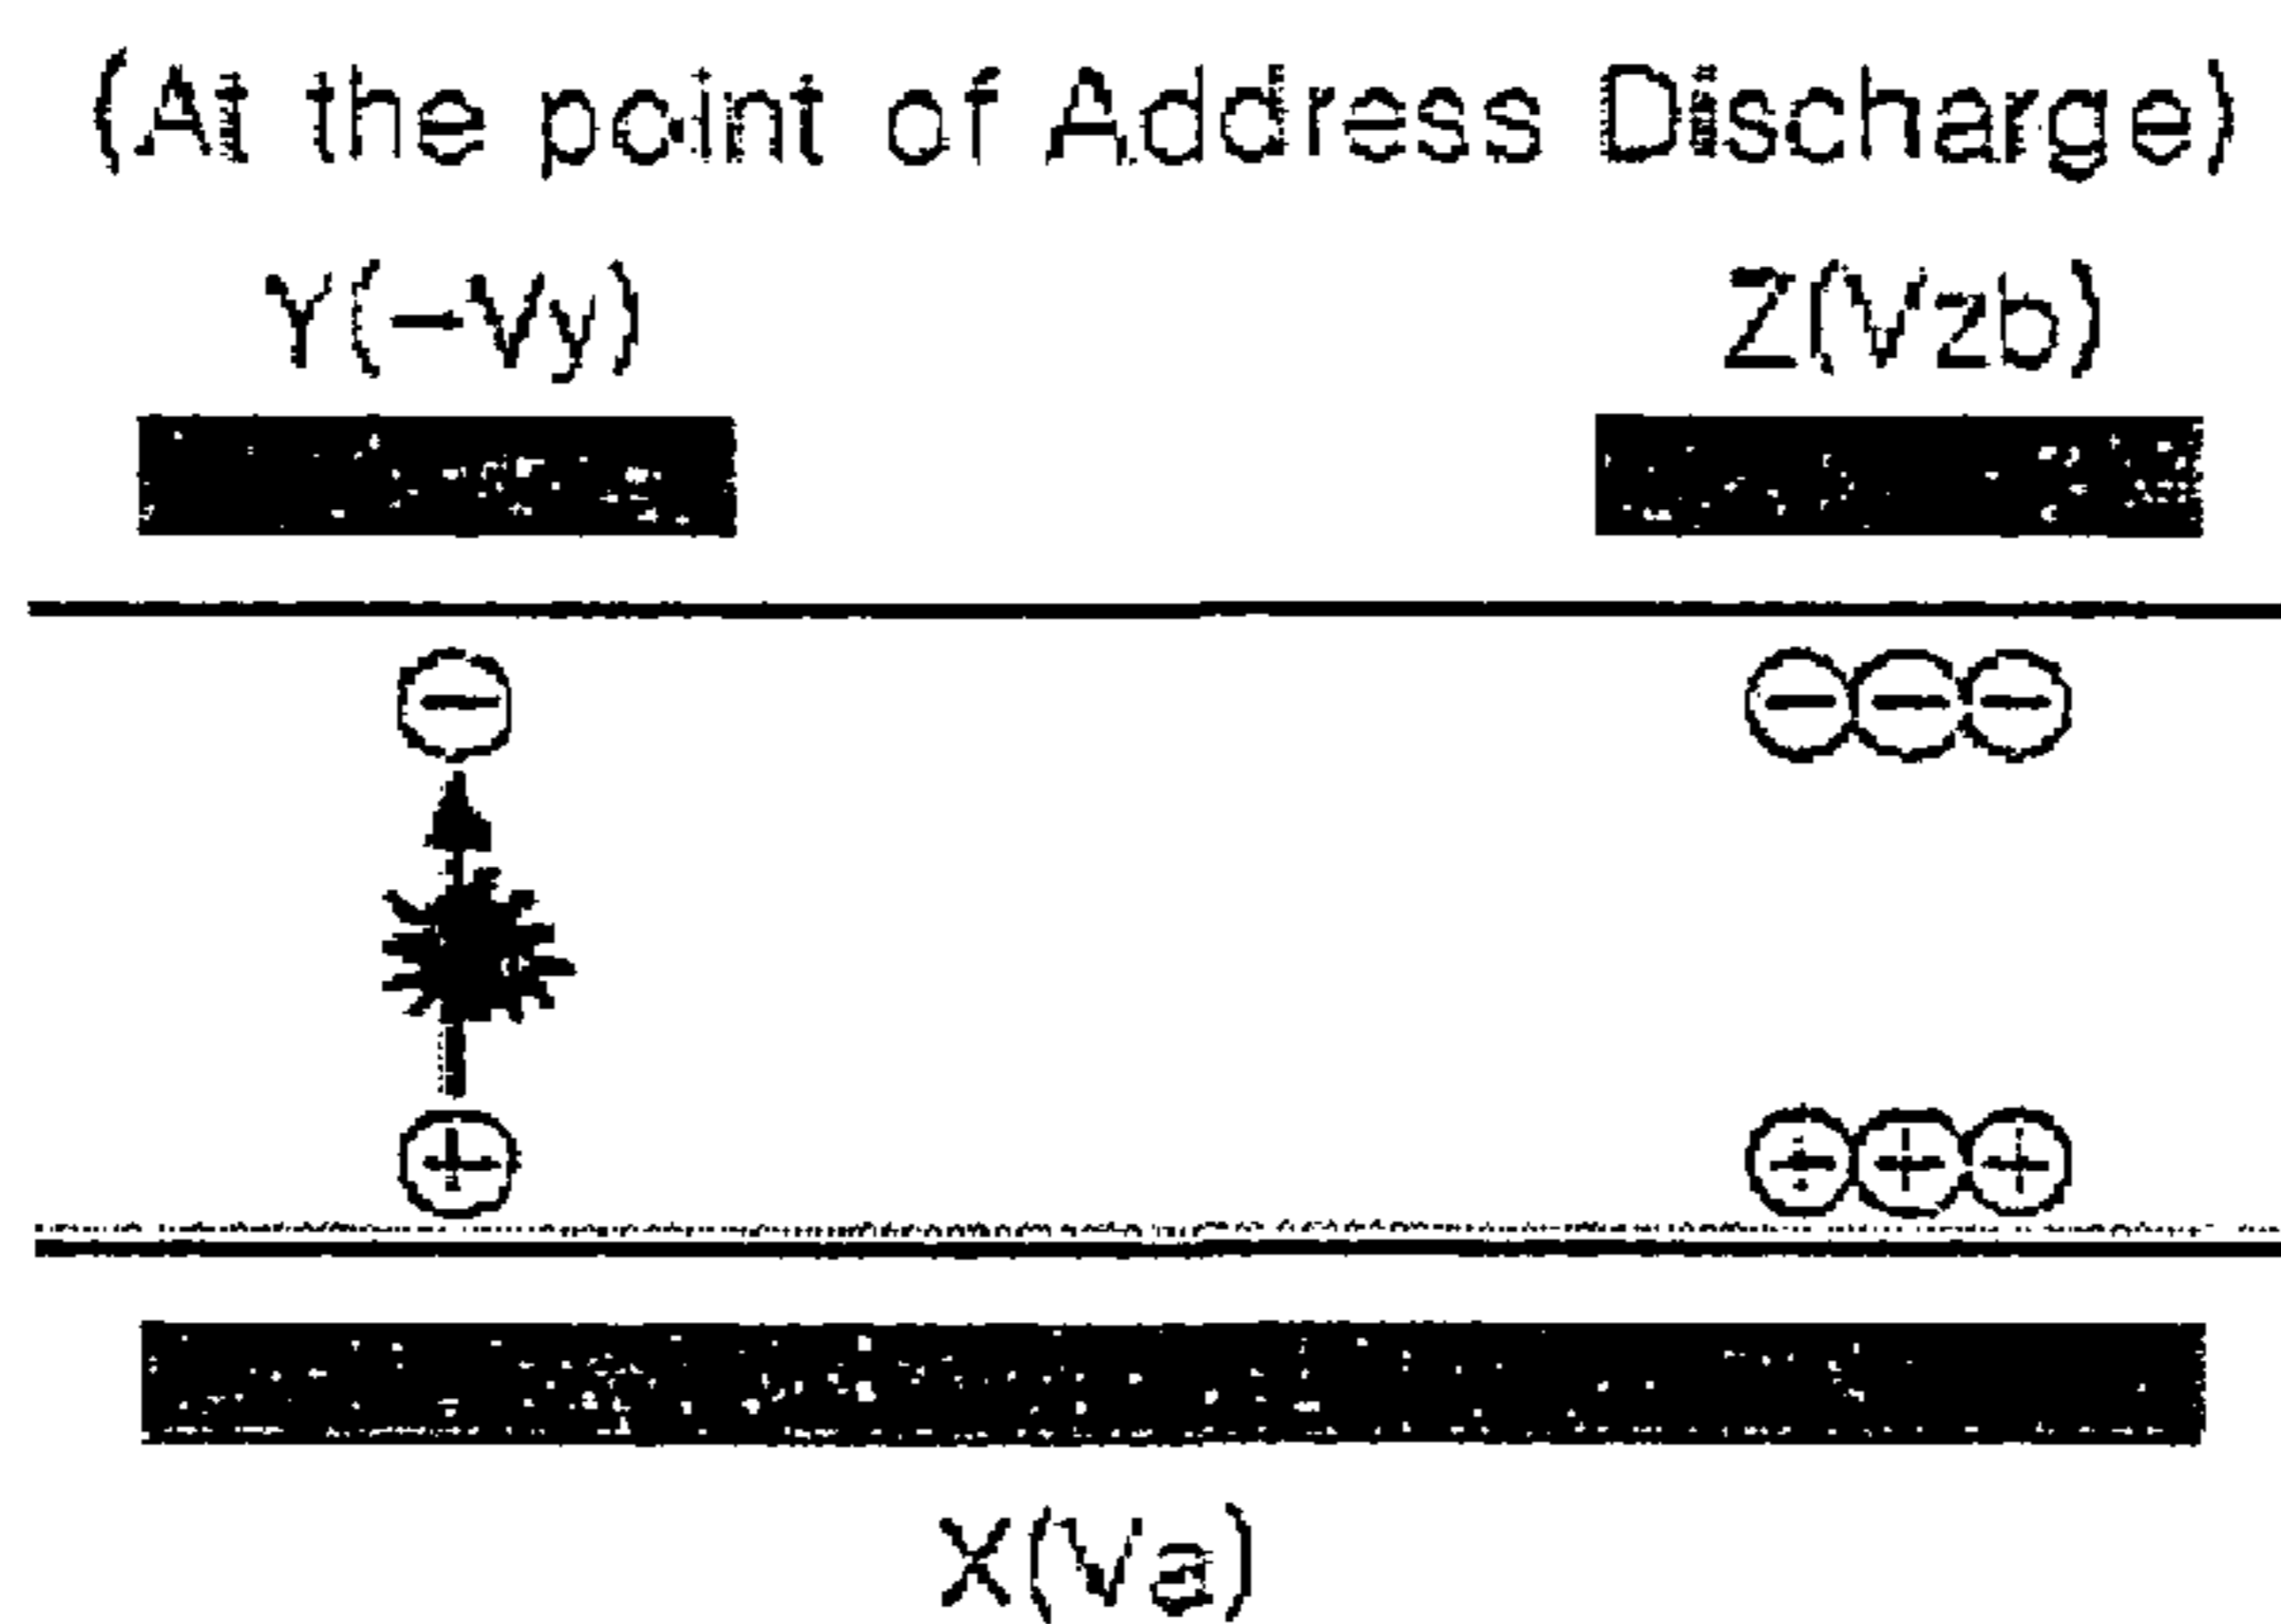 (At the point of Address Discharge)
Y(-Vy) Z(Vzb)
⊖ ⊖⊖⊖
⊕ ⊕⊕⊕
X(Va)